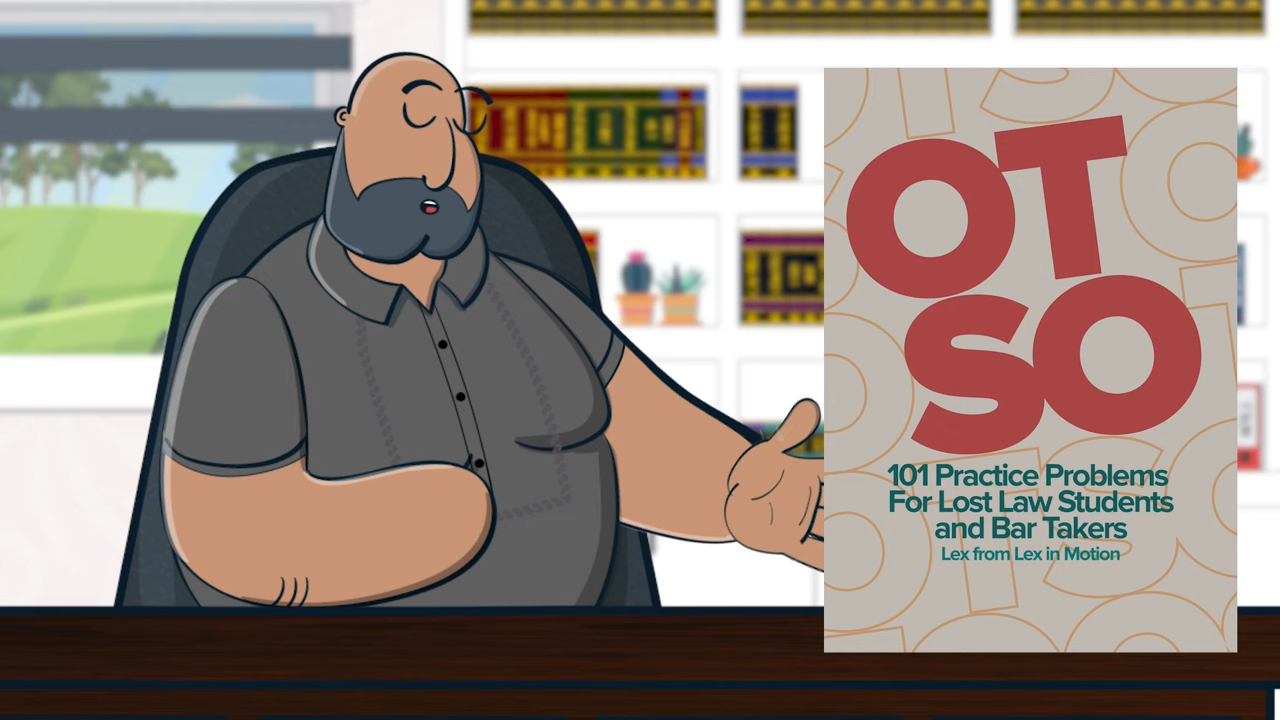 OT
SO
101 Practice Problems
For Lost Law Students
and Bar Takers
Lex from Lex in Motion